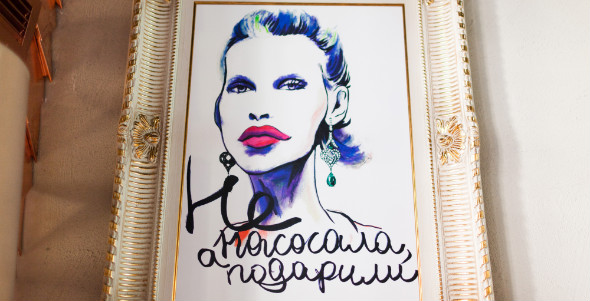 Не
насосала,
а подарили